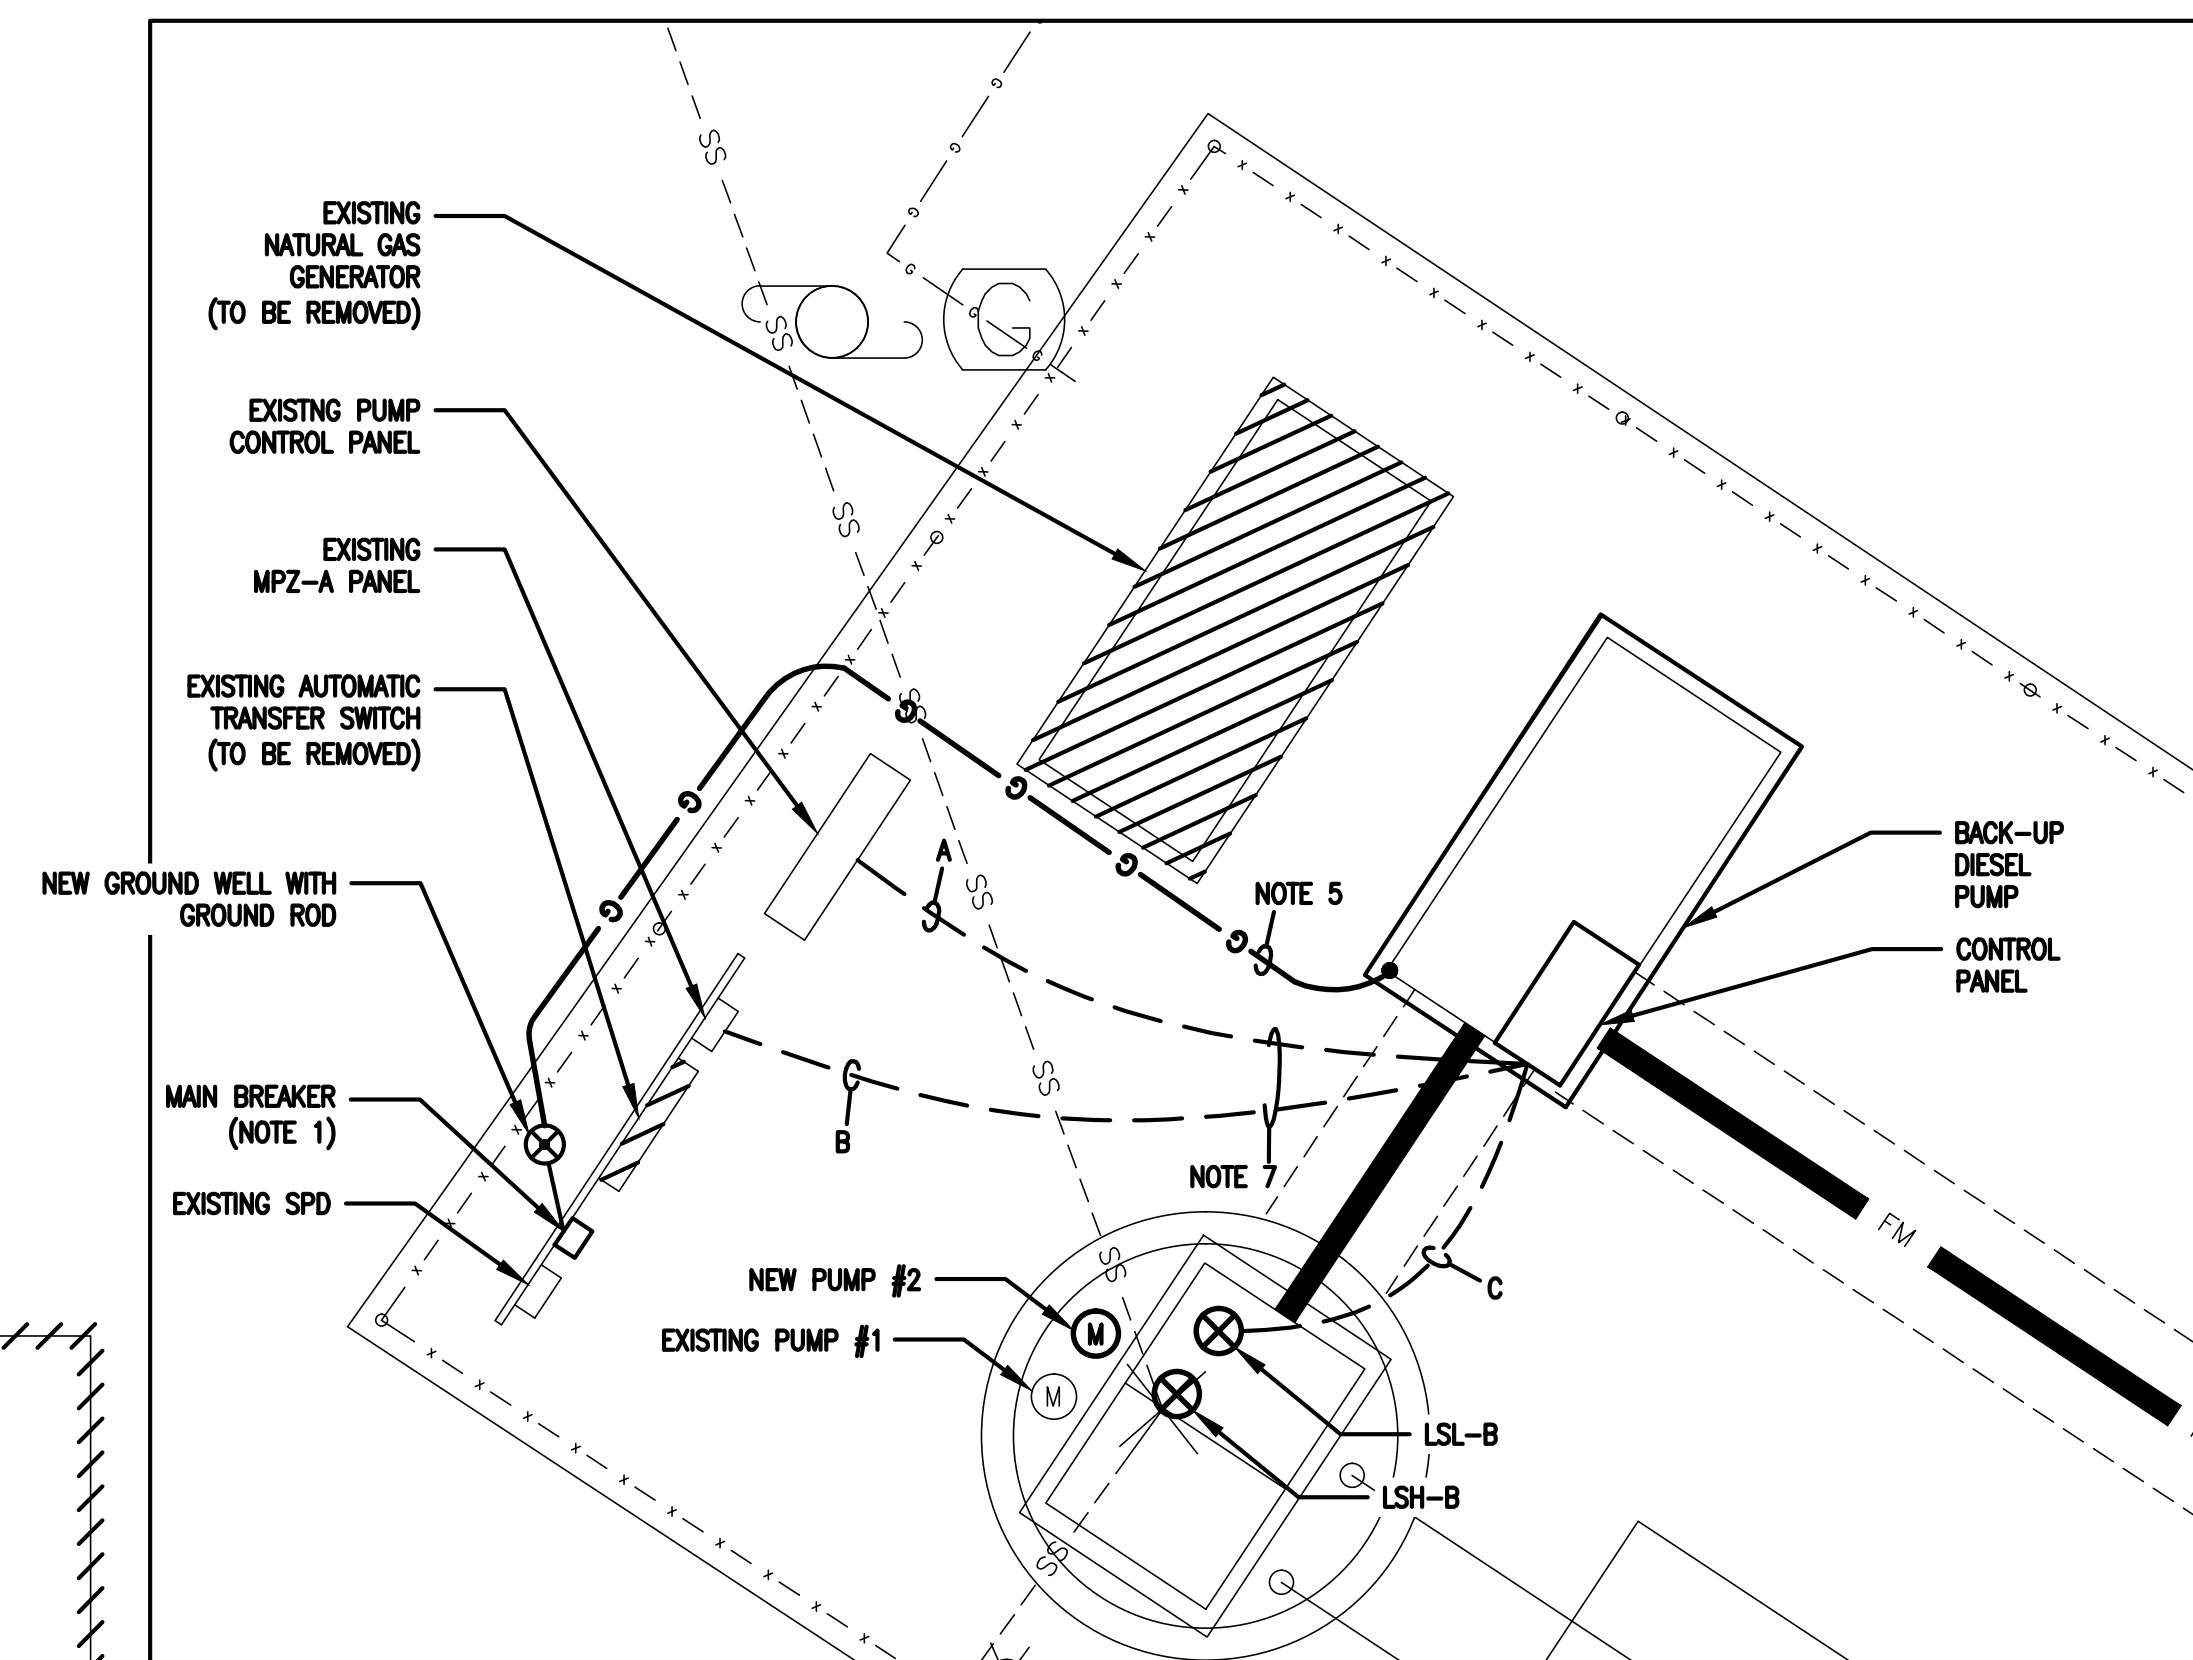 EXISTING
NATURAL GAS
GENERATOR
(TO BE REMOVED)
EXISTNG PUMP
CONTROL PANEL
EXISTING
MPZ-A PANEL
EXISTING AUTOMATIC
TRANSFER SWITCH
(TO BE REMOVED)
NEW GROUND WELL WITH
GROUND ROD
MAIN BREAKER
(NOTE 1)
EXISTING SPD
NEW PUMP #2
EXISTING PUMP #1
M
M
A
B
C
NOTE 5
NOTE 7
BACK-UP
DIESEL
PUMP
CONTROL
PANEL
LSL-B
LSH-B
FM
G
G
G
G
G
G
G
G
G
G
G
G
G
SS
SS
SS
SS
SS
SS
SS
SS